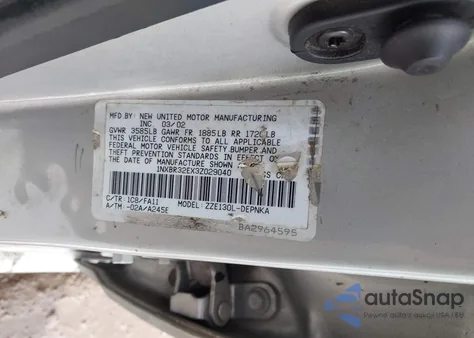 MFD. BY: NEW UNITED MOTOR MANUFACTURING
INC. 03/02
GVWR 3585LB GAWR FR 1885LB RR 172 LB
THIS VEHICLE CONFORMS TO ALL APPLICABLE
FEDERAL MOTOR VEHICLE SAFETY BUMPER AND
THEFT PREVENTION STANDARDS IN EFFECT ON
THE DATE OF MANUFACTURE SHOWN
1NXBR32EX3Z029040
C/TR: 1C8/FA11 MODEL: ZZE130L-DEPNKA
A/TM: -02A/A245E
BA2964595
autoSnap